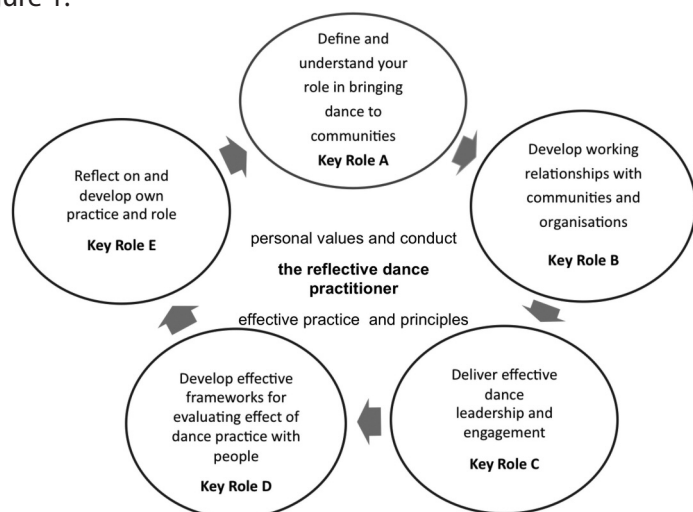 Define and
understand your
role in bringing
dance to
communities
Key Role A
Develop working
relationships with
communities and
organisations
Key Role B
Deliver effective
dance
leadership and
engagement
Key Role C
Develop effective
frameworks for
evaluating effect of
dance practice with
people
Key Role D
Reflect on and
develop own
practice and role
Key Role E
personal values and conduct
the reflective dance
practitioner
effective practice and principles